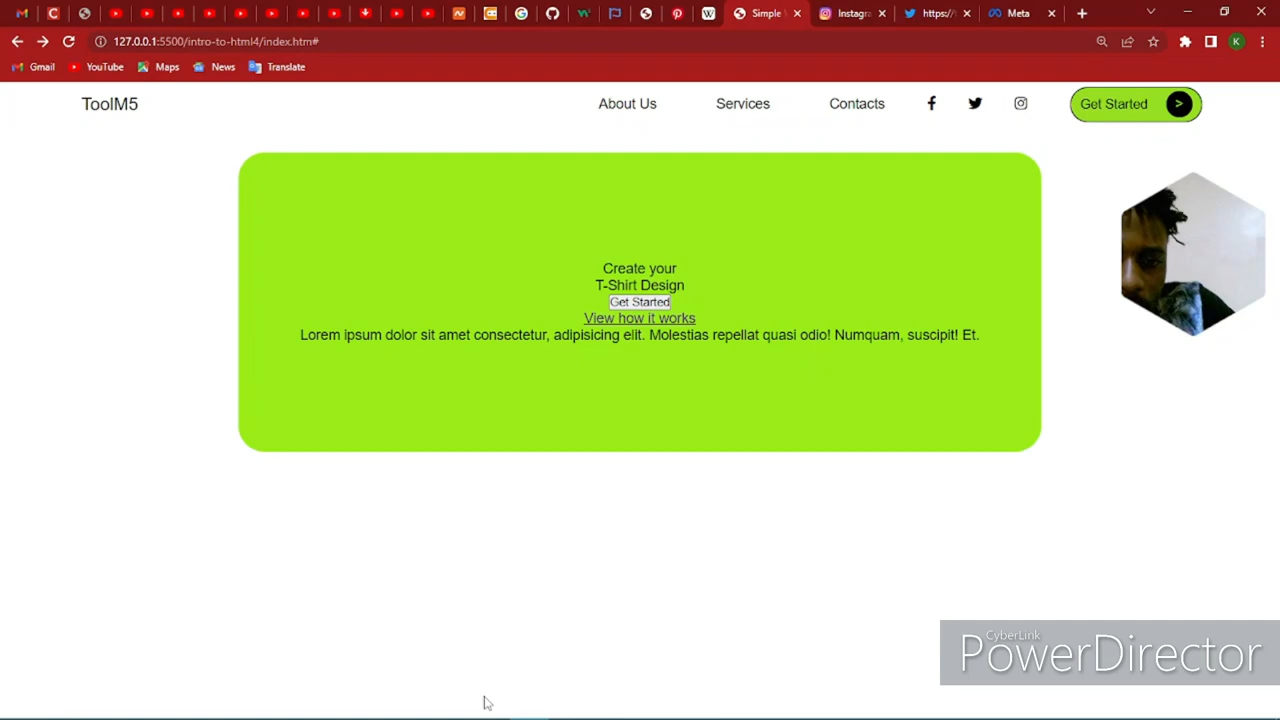 Simple
Instagr
https://
Meta
127.0.0.1:5500/intro-to-html4/index.htm#
K
Gmail
YouTube
Maps
News
Translate
ToolM5
About Us
Services
Contacts
Get Started >
Create your
T-Shirt Design
Get Started
View how it works
Lorem ipsum dolor sit amet consectetur, adipisicing elit. Molestias repellat quasi odio! Numquam, suscipit! Et.
CyberLink
PowerDirector